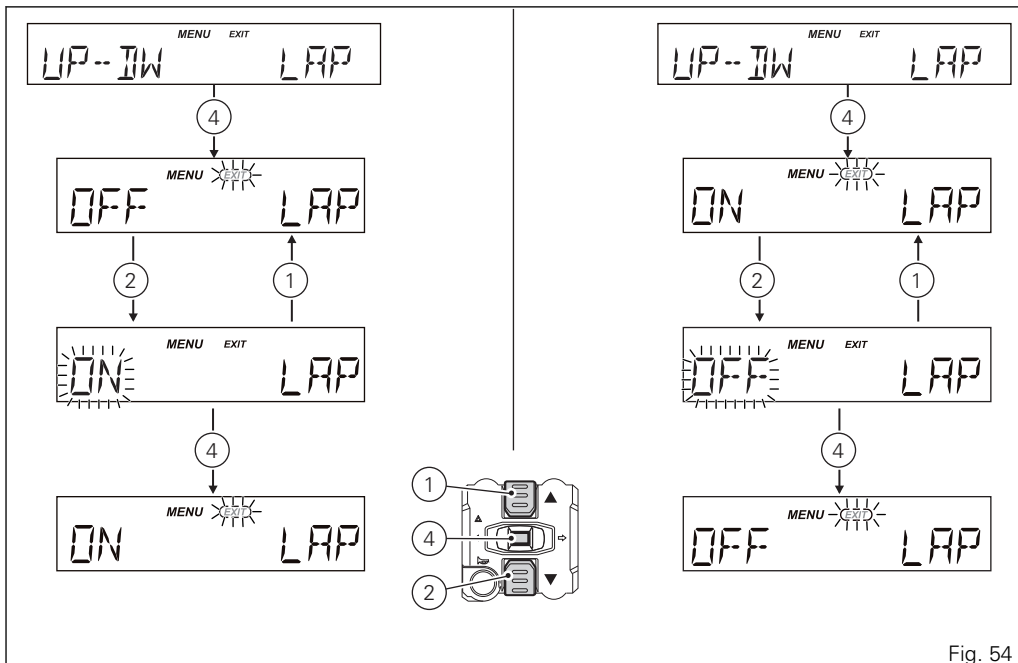 MENU EXIT
UP--DW LAP
4
MENU EXIT
OFF LAP
2 1
MENU EXIT
ON LAP
4
MENU EXIT
ON LAP
1
4
2
MENU EXIT
UP--DW LAP
4
MENU EXIT
ON LAP
2 1
MENU EXIT
OFF LAP
4
MENU EXIT
OFF LAP
Fig. 54